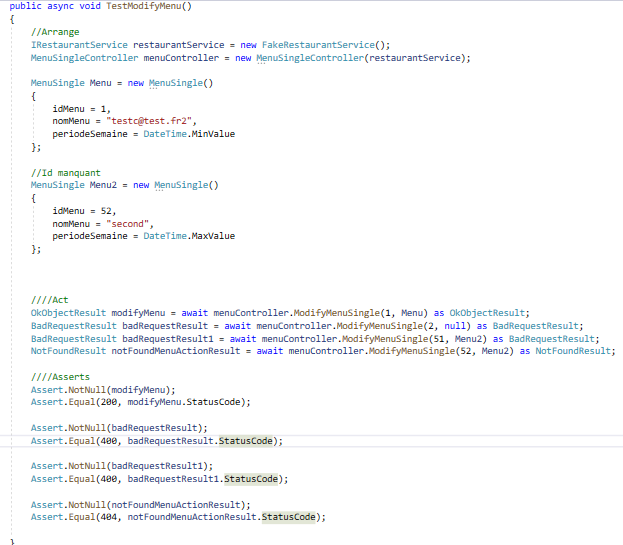 public async void TestModifyMenu()
{
//Arrange
IRestaurantService restaurantService = new FakeRestaurantService();
MenuSingleController menuController = new MenuSingleController(restaurantService);
MenuSingle Menu = new MenuSingle()
{
idMenu = 1,
nomMenu = "testc@test.fr2",
periodeSemaine = DateTime.MinValue
};
//Id manquant
MenuSingle Menu2 = new MenuSingle()
{
idMenu = 52,
nomMenu = "second",
periodeSemaine = DateTime.MaxValue
};
////Act
OkObjectResult modifyMenu = await menuController.ModifyMenuSingle(1, Menu) as OkObjectResult;
BadRequestResult badRequestResult = await menuController.ModifyMenuSingle(2, null) as BadRequestResult;
BadRequestResult badRequestResult1 = await menuController.ModifyMenuSingle(51, Menu2) as BadRequestResult;
NotFoundResult notFoundMenuActionResult = await menuController.ModifyMenuSingle(52, Menu2) as NotFoundResult;
////Asserts
Assert.NotNull(modifyMenu);
Assert.Equal(200, modifyMenu.StatusCode);
Assert.NotNull(badRequestResult);
Assert.Equal(400, badRequestResult.StatusCode);
Assert.NotNull(badRequestResult1);
Assert.Equal(400, badRequestResult1.StatusCode);
Assert.NotNull(notFoundMenuActionResult);
Assert.Equal(404, notFoundMenuActionResult.StatusCode);
}